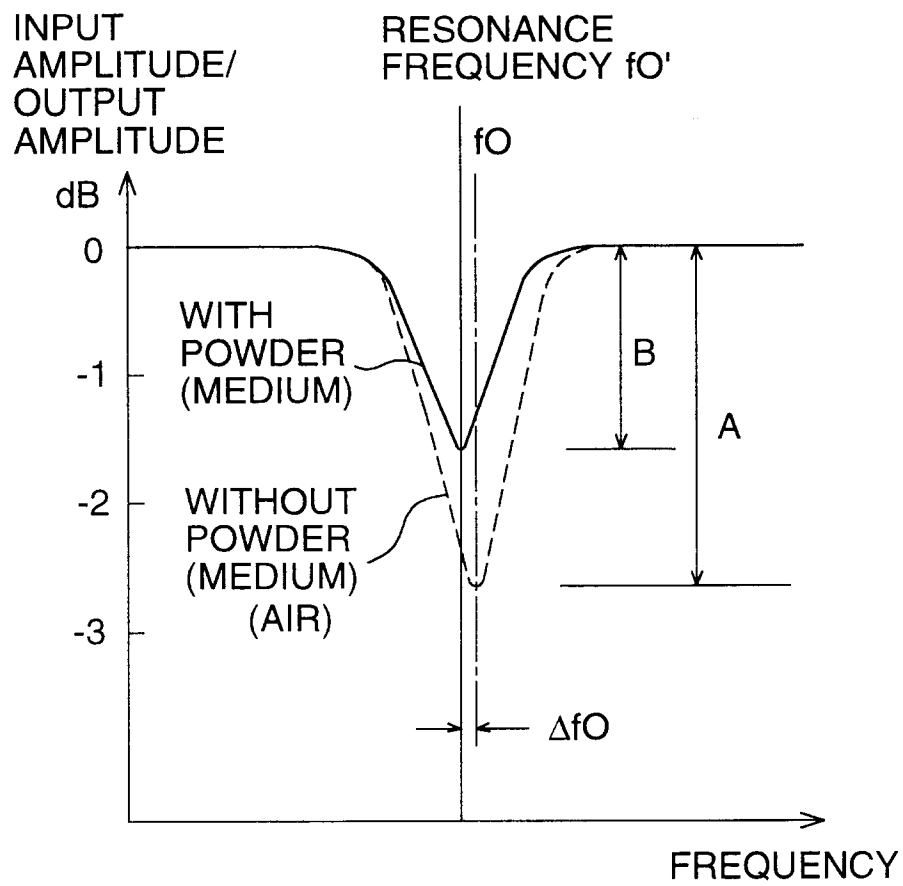 INPUT
AMPLITUDE/
OUTPUT
AMPLITUDE
RESONANCE
FREQUENCY fO'
fO
dB
0
-1
-2
-3
WITH
POWDER
(MEDIUM)
WITHOUT
POWDER
(MEDIUM)
(AIR)
B
A
ΔfO
FREQUENCY